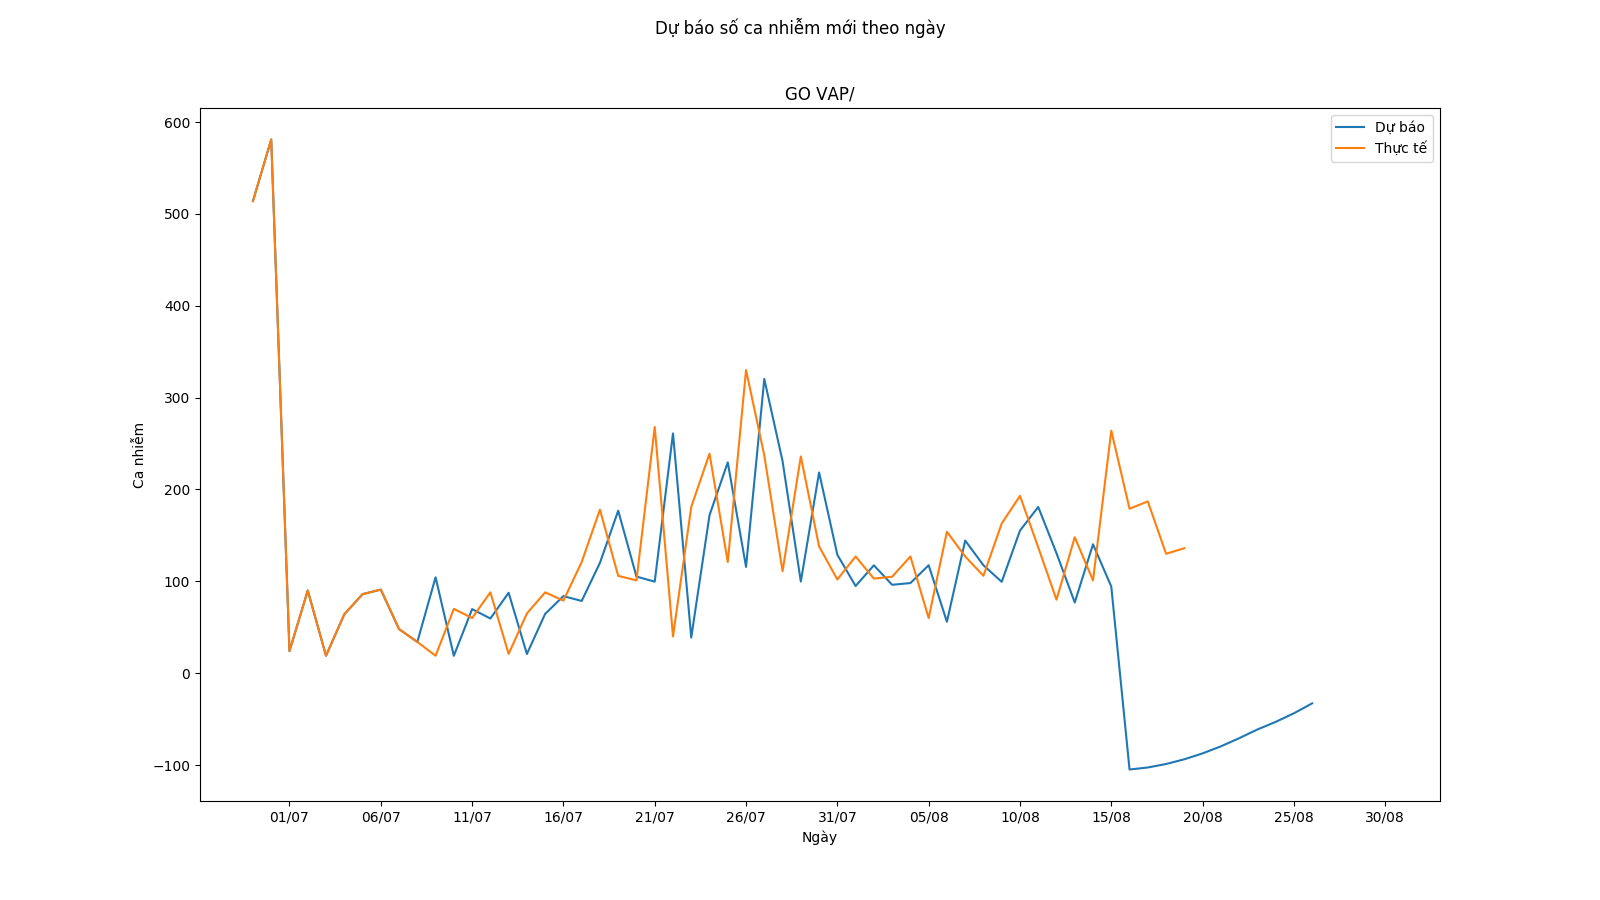 Dự báo số ca nhiễm mới theo ngày
GO VAP/
Dự báo
Thực tế
600
500
400
300
200
100
0
−100
Ca nhiễm
01/07 06/07 11/07 16/07 21/07 26/07 31/07 05/08 10/08 15/08 20/08 25/08 30/08
Ngày